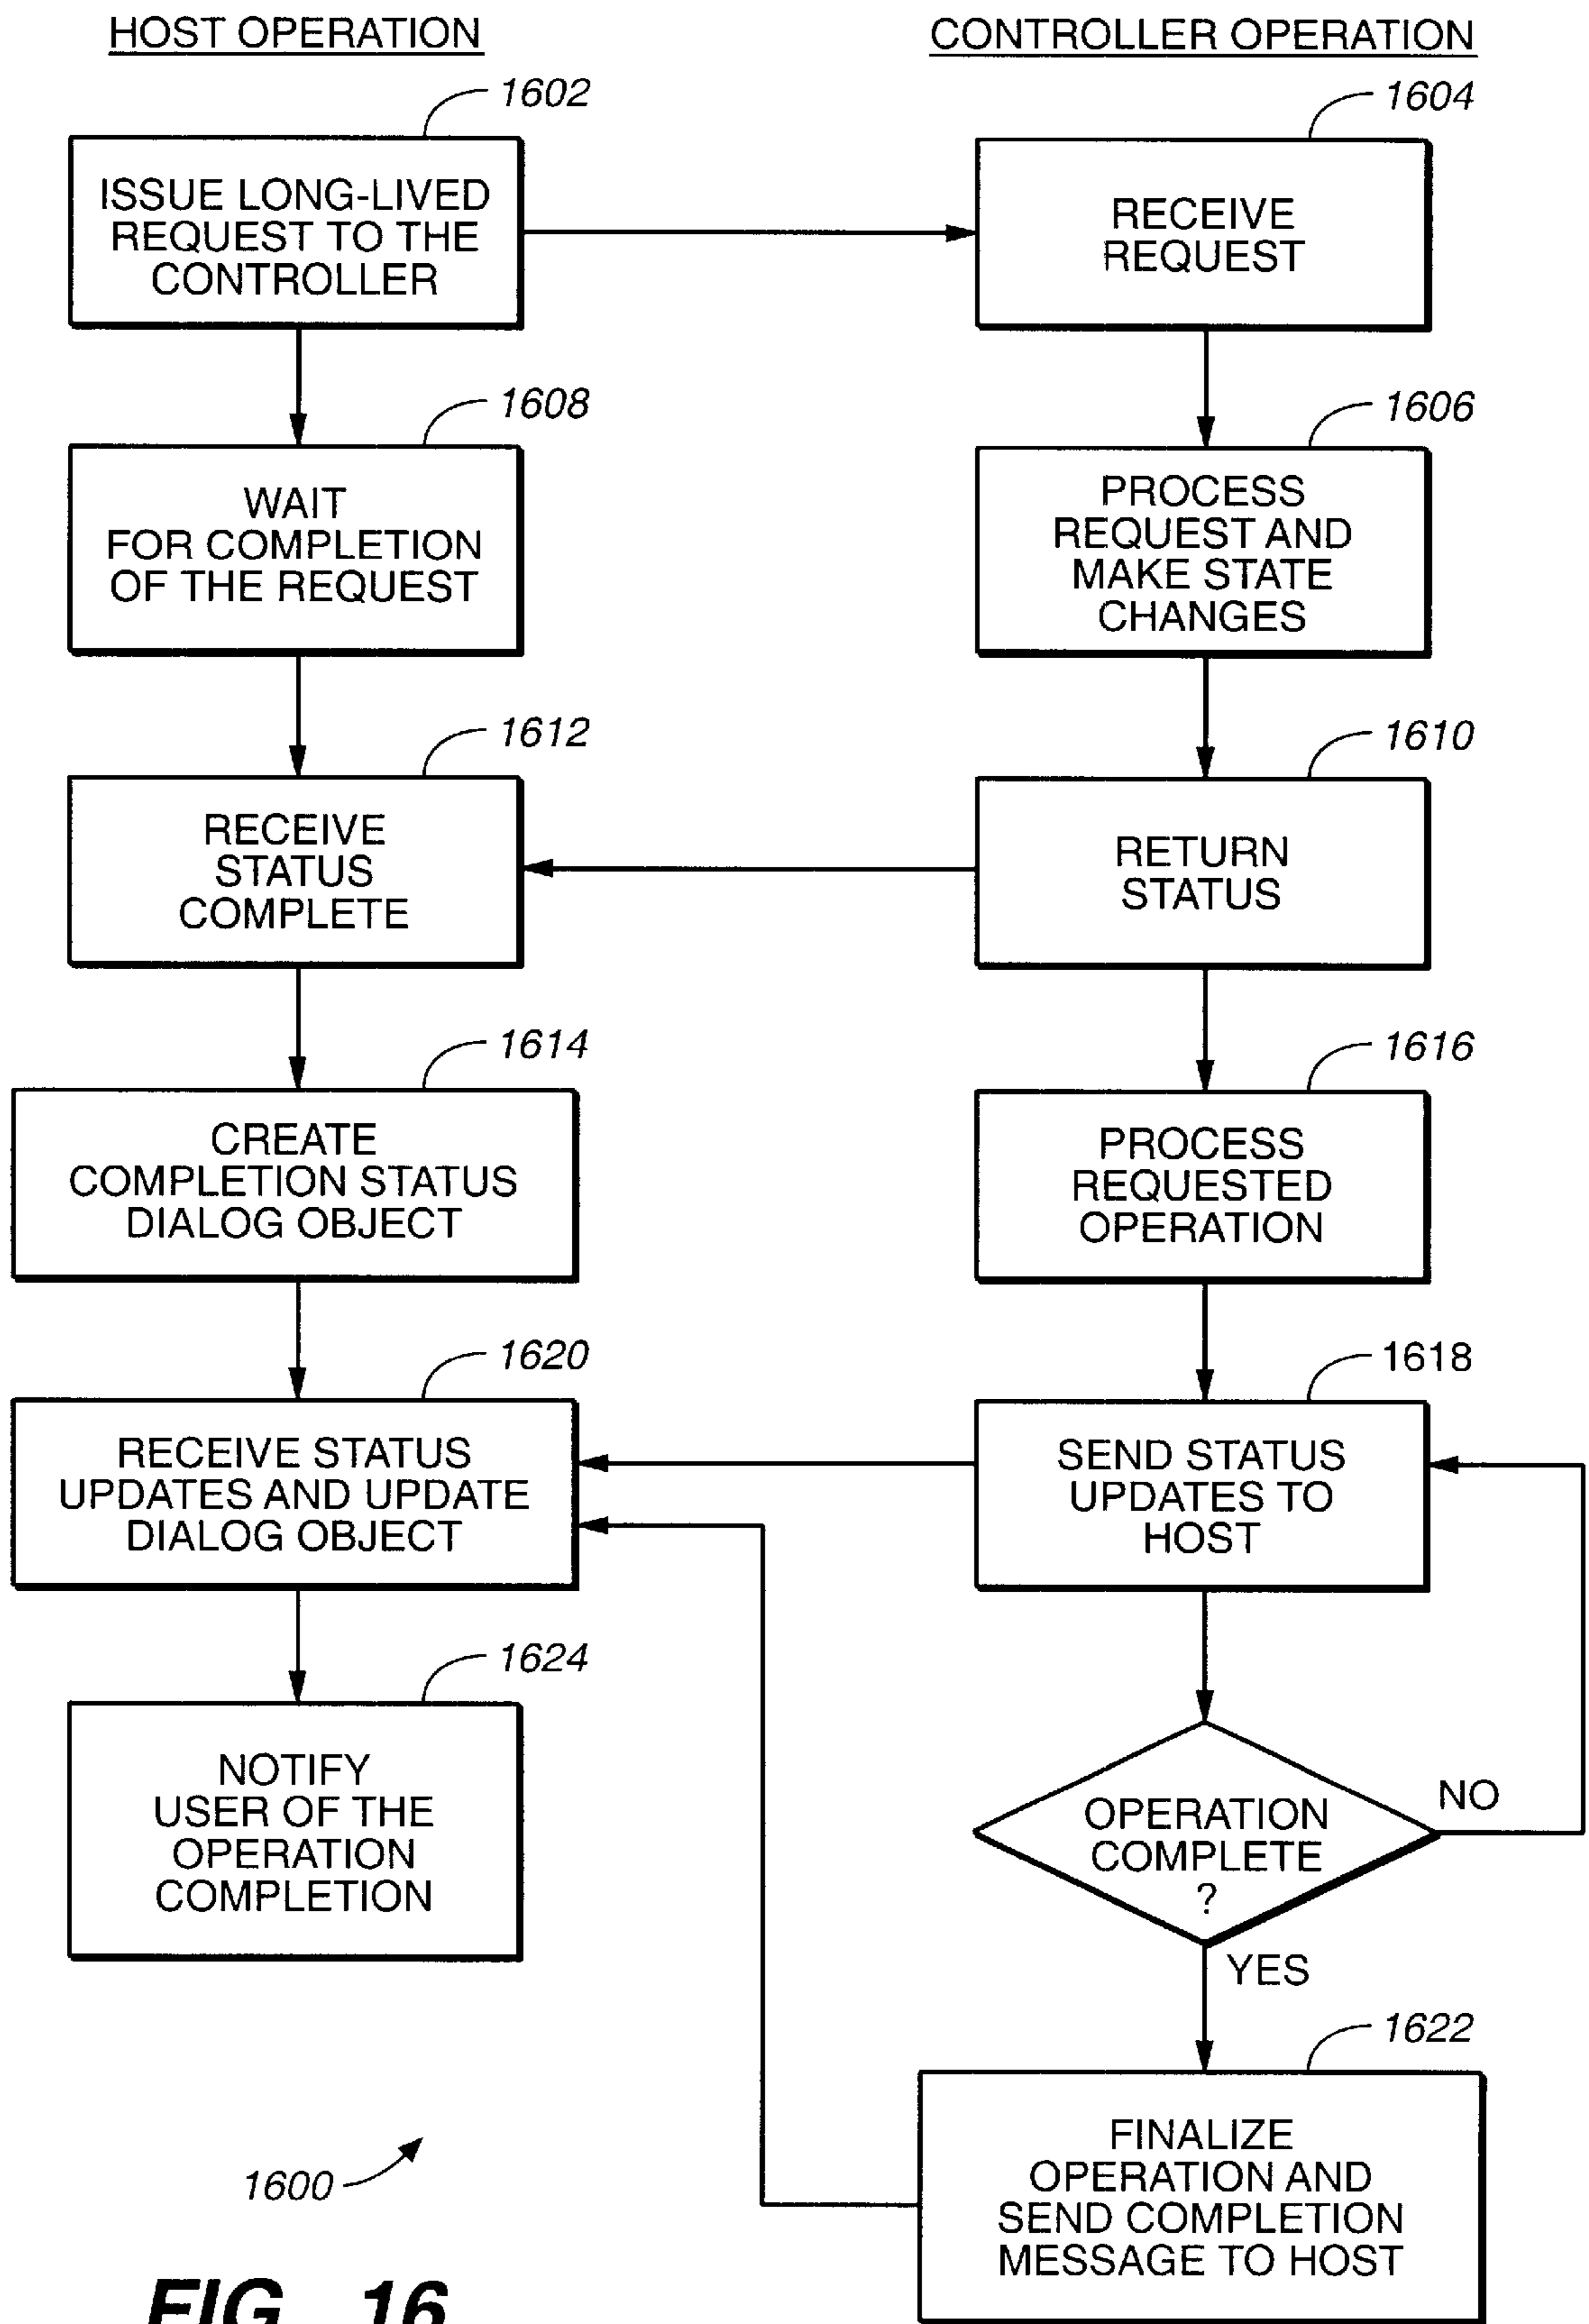 HOST OPERATION
CONTROLLER OPERATION
1602
ISSUE LONG-LIVED
REQUEST TO THE
CONTROLLER
1604
RECEIVE
REQUEST
1608
WAIT
FOR COMPLETION
OF THE REQUEST
1606
PROCESS
REQUEST AND
MAKE STATE
CHANGES
1612
RECEIVE
STATUS
COMPLETE
1610
RETURN
STATUS
1614
CREATE
COMPLETION STATUS
DIALOG OBJECT
1616
PROCESS
REQUESTED
OPERATION
1620
RECEIVE STATUS
UPDATES AND UPDATE
DIALOG OBJECT
1618
SEND STATUS
UPDATES TO
HOST
1624
NOTIFY
USER OF THE
OPERATION
COMPLETION
OPERATION
COMPLETE
?
NO
YES
1622
FINALIZE
OPERATION AND
SEND COMPLETION
MESSAGE TO HOST
1600
FIG. 16